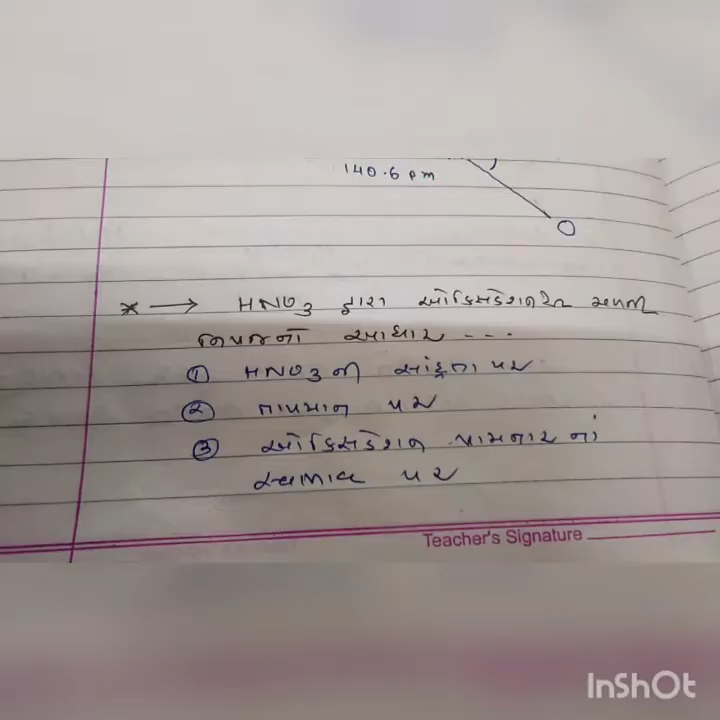 140.6 pm
O
* → HNO3 દ્વારા ઓક્સિડેશનથી મળતી
નિપજનો આધાર ---
① HNO3 ની સાંદ્રતા પર
② તાપમાન પર
③ ઓક્સિડેશન પામનાર નાં
સ્વભાવ પર
Teacher's Signature
InShOt